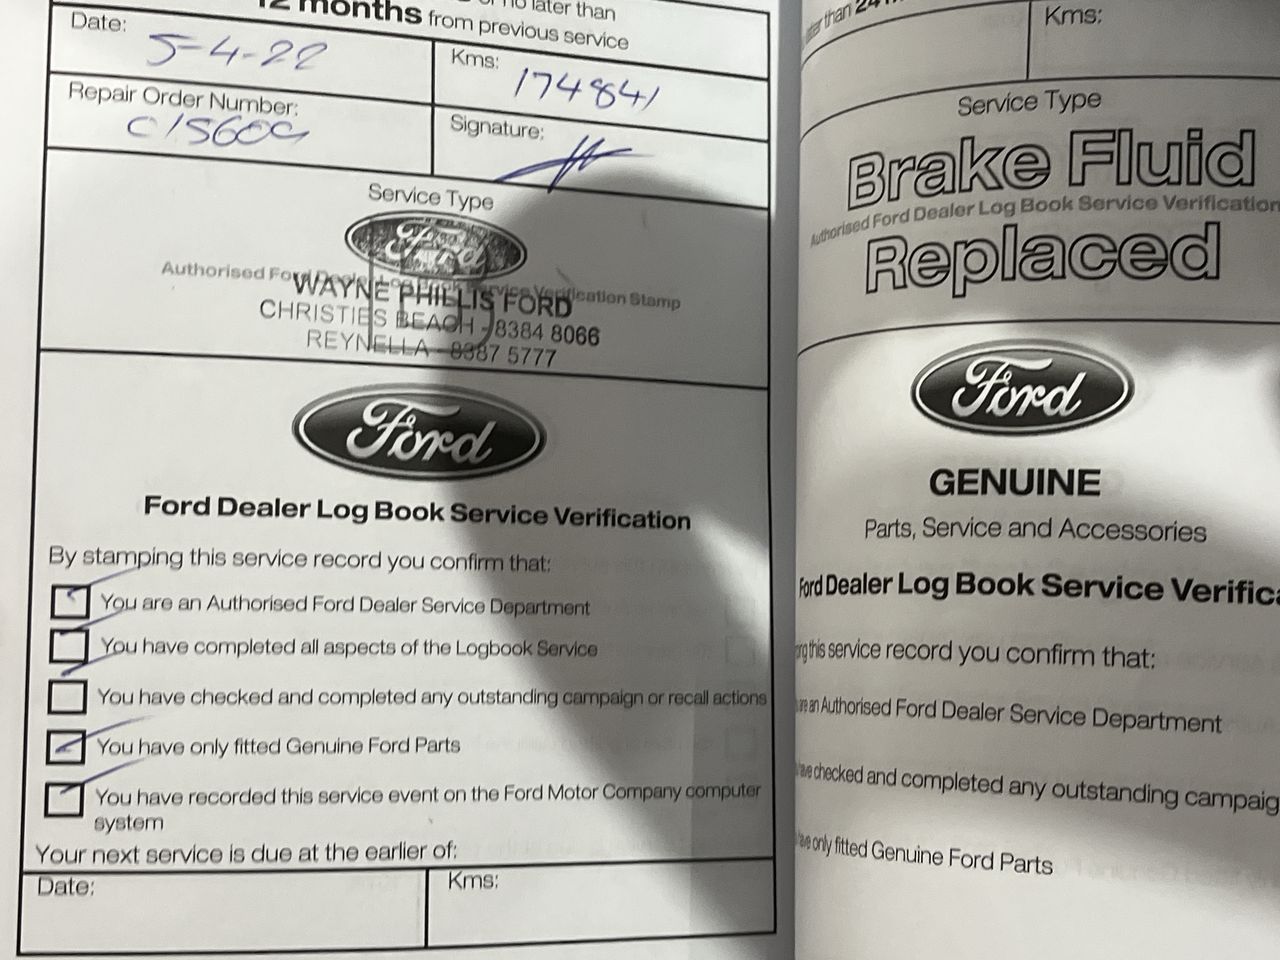 12 months from previous service
Date: 5-4-22
Kms: 174841
Repair Order Number:
Signature:
Service Type
Ford
Authorised Ford Dealer Log Book Service Verification Stamp
WAYNE PHILLIS FORD
CHRISTIES BEACH - 8384 8066
REYNELLA - 8387 5777
Ford
Ford Dealer Log Book Service Verification
By stamping this service record you confirm that:
You are an Authorised Ford Dealer Service Department
You have completed all aspects of the Logbook Service
You have checked and completed any outstanding campaign or recall actions
You have only fitted Genuine Ford Parts
You have recorded this service event on the Ford Motor Company computer
system
Your next service is due at the earlier of:
Date:
Kms:
Kms:
Service Type
Brake Fluid
Authorised Ford Dealer Log Book Service Verification
Replaced
Ford
GENUINE
Parts, Service and Accessories
Ford Dealer Log Book Service Verifica
this service record you confirm that:
an Authorised Ford Dealer Service Department
checked and completed any outstanding campaig
only fitted Genuine Ford Parts